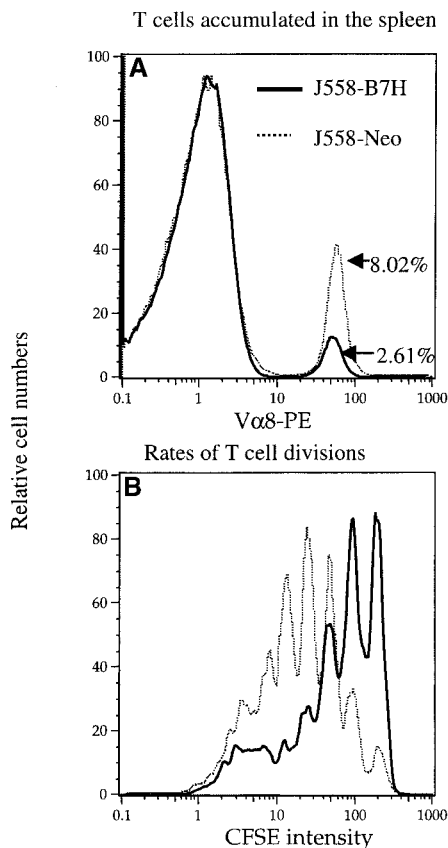 T cells accumulated in the spleen
A
J558-B7H
J558-Neo
8.02%
2.61%
100
80
60
40
20
0
0.1 1 10 100 1000
Vα8-PE
Relative cell numbers
Rates of T cell divisions
B
100
80
60
40
20
0
0.1 1 10 100 1000
CFSE intensity